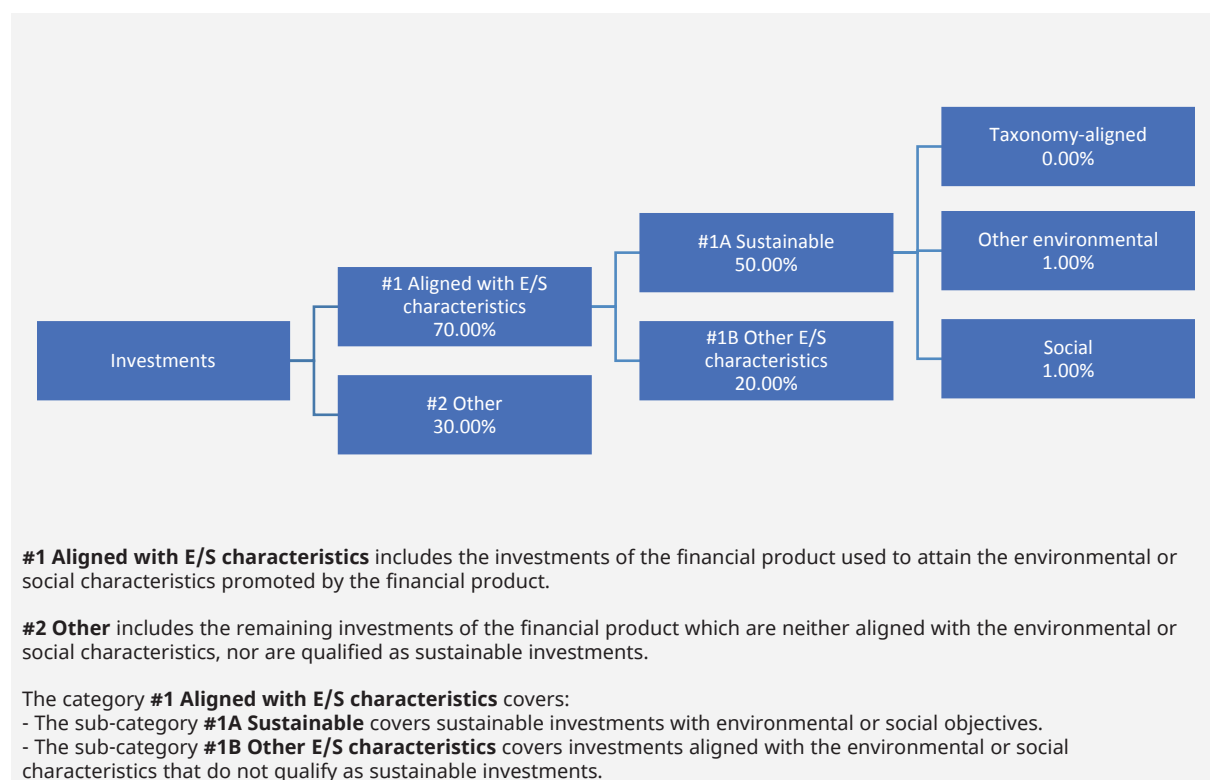 Investments
#1 Aligned with E/S
characteristics
70.00%
#2 Other
30.00%
#1A Sustainable
50.00%
#1B Other E/S
characteristics
20.00%
Taxonomy-aligned
0.00%
Other environmental
1.00%
Social
1.00%
#1 Aligned with E/S characteristics includes the investments of the financial product used to attain the environmental or
social characteristics promoted by the financial product.
#2 Other includes the remaining investments of the financial product which are neither aligned with the environmental or
social characteristics, nor are qualified as sustainable investments.
The category #1 Aligned with E/S characteristics covers:
- The sub-category #1A Sustainable covers sustainable investments with environmental or social objectives.
- The sub-category #1B Other E/S characteristics covers investments aligned with the environmental or social
characteristics that do not qualify as sustainable investments.